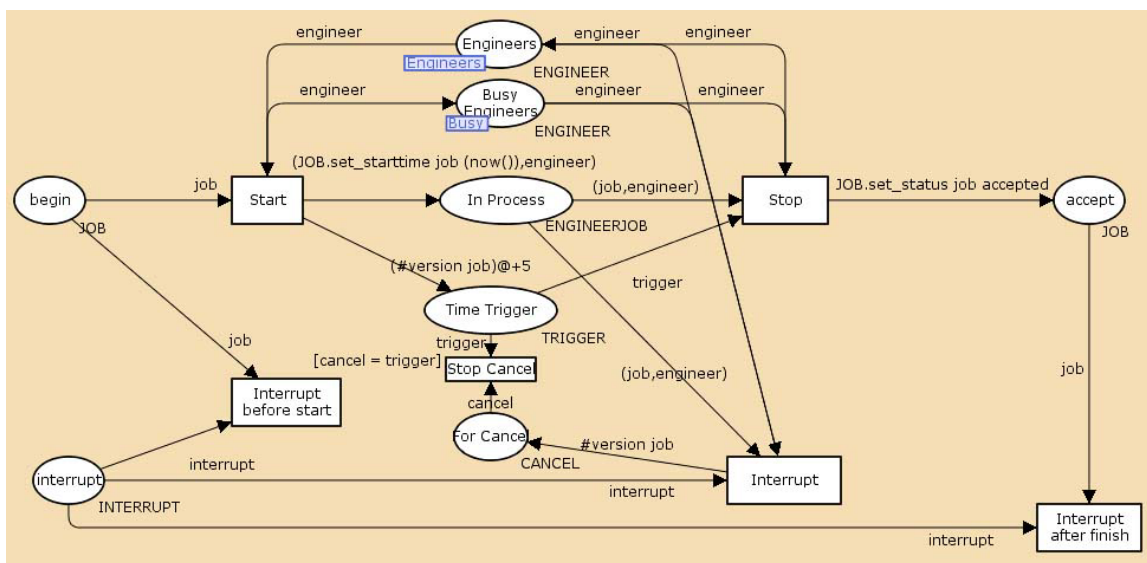 engineer
Engineers
engineer
engineer
Engineers
ENGINEER
engineer
Busy
Engineers
engineer
engineer
Busy
ENGINEER
(JOB.set_starttime job (now()),engineer)
begin
job
Start
In Process
(job,engineer)
Stop
JOB.set_status job accepted
accept
JOB
ENGINEERJOB
JOB
(#version job)@+5
trigger
Time Trigger
TRIGGER
trigger
job
[cancel = trigger]
Stop Cancel
(job,engineer)
job
Interrupt
before start
cancel
For Cancel
#version job
CANCEL
interrupt
interrupt
interrupt
Interrupt
INTERRUPT
Interrupt
after finish
interrupt